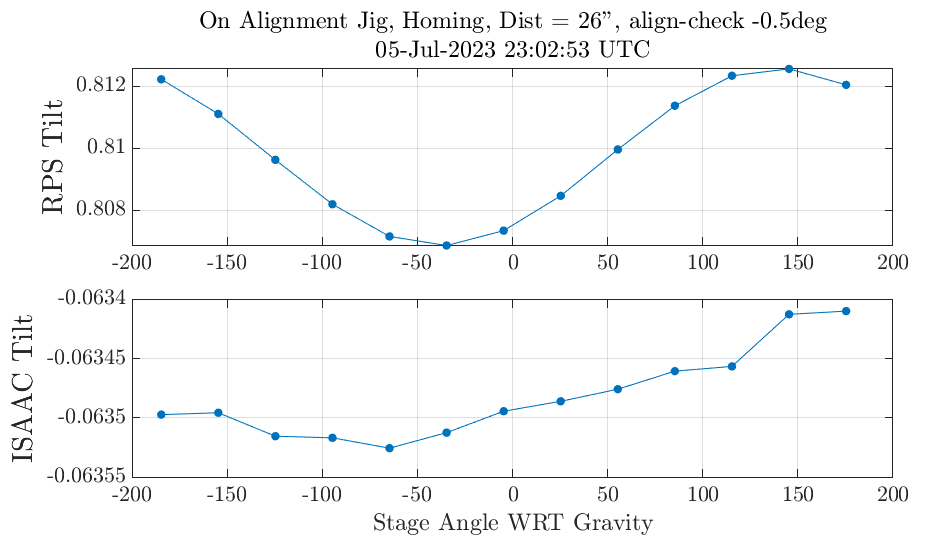 On Alignment Jig, Homing, Dist = 26”, align-check -0.5deg
05-Jul-2023 23:02:53 UTC
RPS Tilt
0.812
0.81
0.808
-200 -150 -100 -50 0 50 100 150 200
ISAAC Tilt
-0.0634
-0.06345
-0.0635
-0.06355
-200 -150 -100 -50 0 50 100 150 200
Stage Angle WRT Gravity